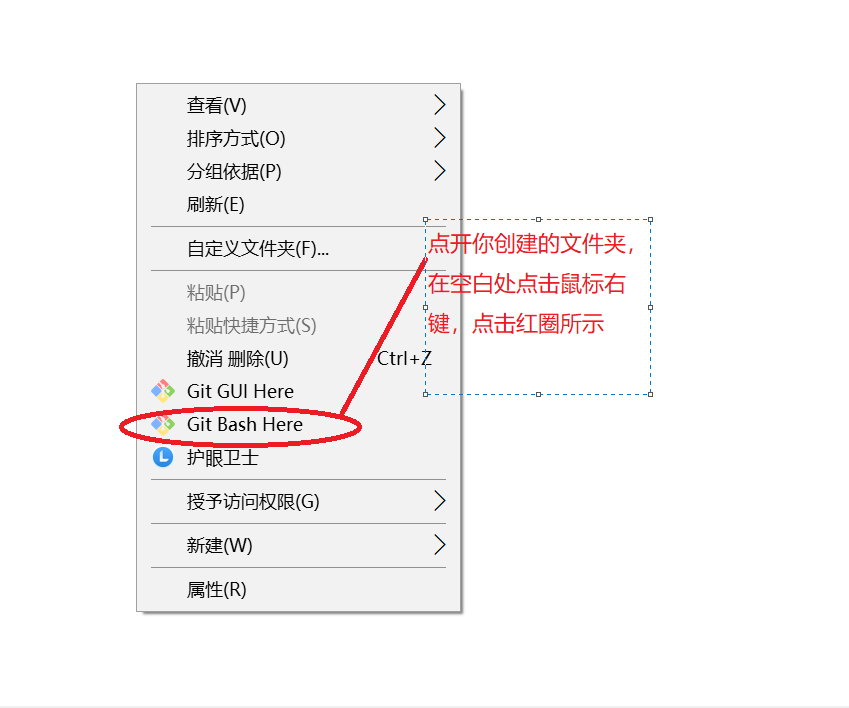 查看(V)
排序方式(O)
分组依据(P)
刷新(E)
自定义文件夹(F)...
粘贴(P)
粘贴快捷方式(S)
撤消 删除(U) Ctrl+Z
Git GUI Here
Git Bash Here
护眼卫士
授予访问权限(G)
新建(W)
属性(R)
点开你创建的文件夹，
在空白处点击鼠标右
键，点击红圈所示